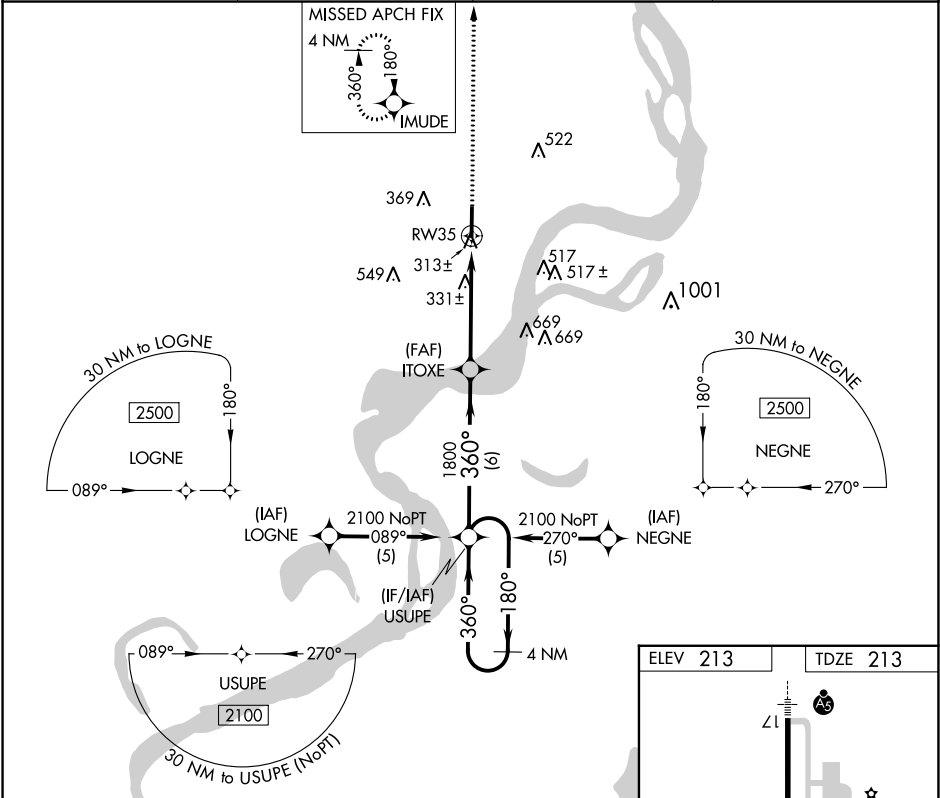 MISSED APCH FIX
4 NM
360°
180°
IMUDE
522
369
RW35
313±
517
517 ±
549
331±
1001
669
669
(FAF)
ITOXE
30 NM to LOGNE
2500
180°
LOGNE
089°
30 NM to NEGNE
180°
2500
NEGNE
270°
1800
360°
(6)
(IAF)
LOGNE
2100 NoPT
089°
(5)
2100 NoPT
270°
(5)
(IAF)
NEGNE
(IF/IAF)
USUPE
360°
180°
4 NM
089°
270°
USUPE
2100
30 NM to USUPE (NoPT)
ELEV 213
TDZE 213
17
A5